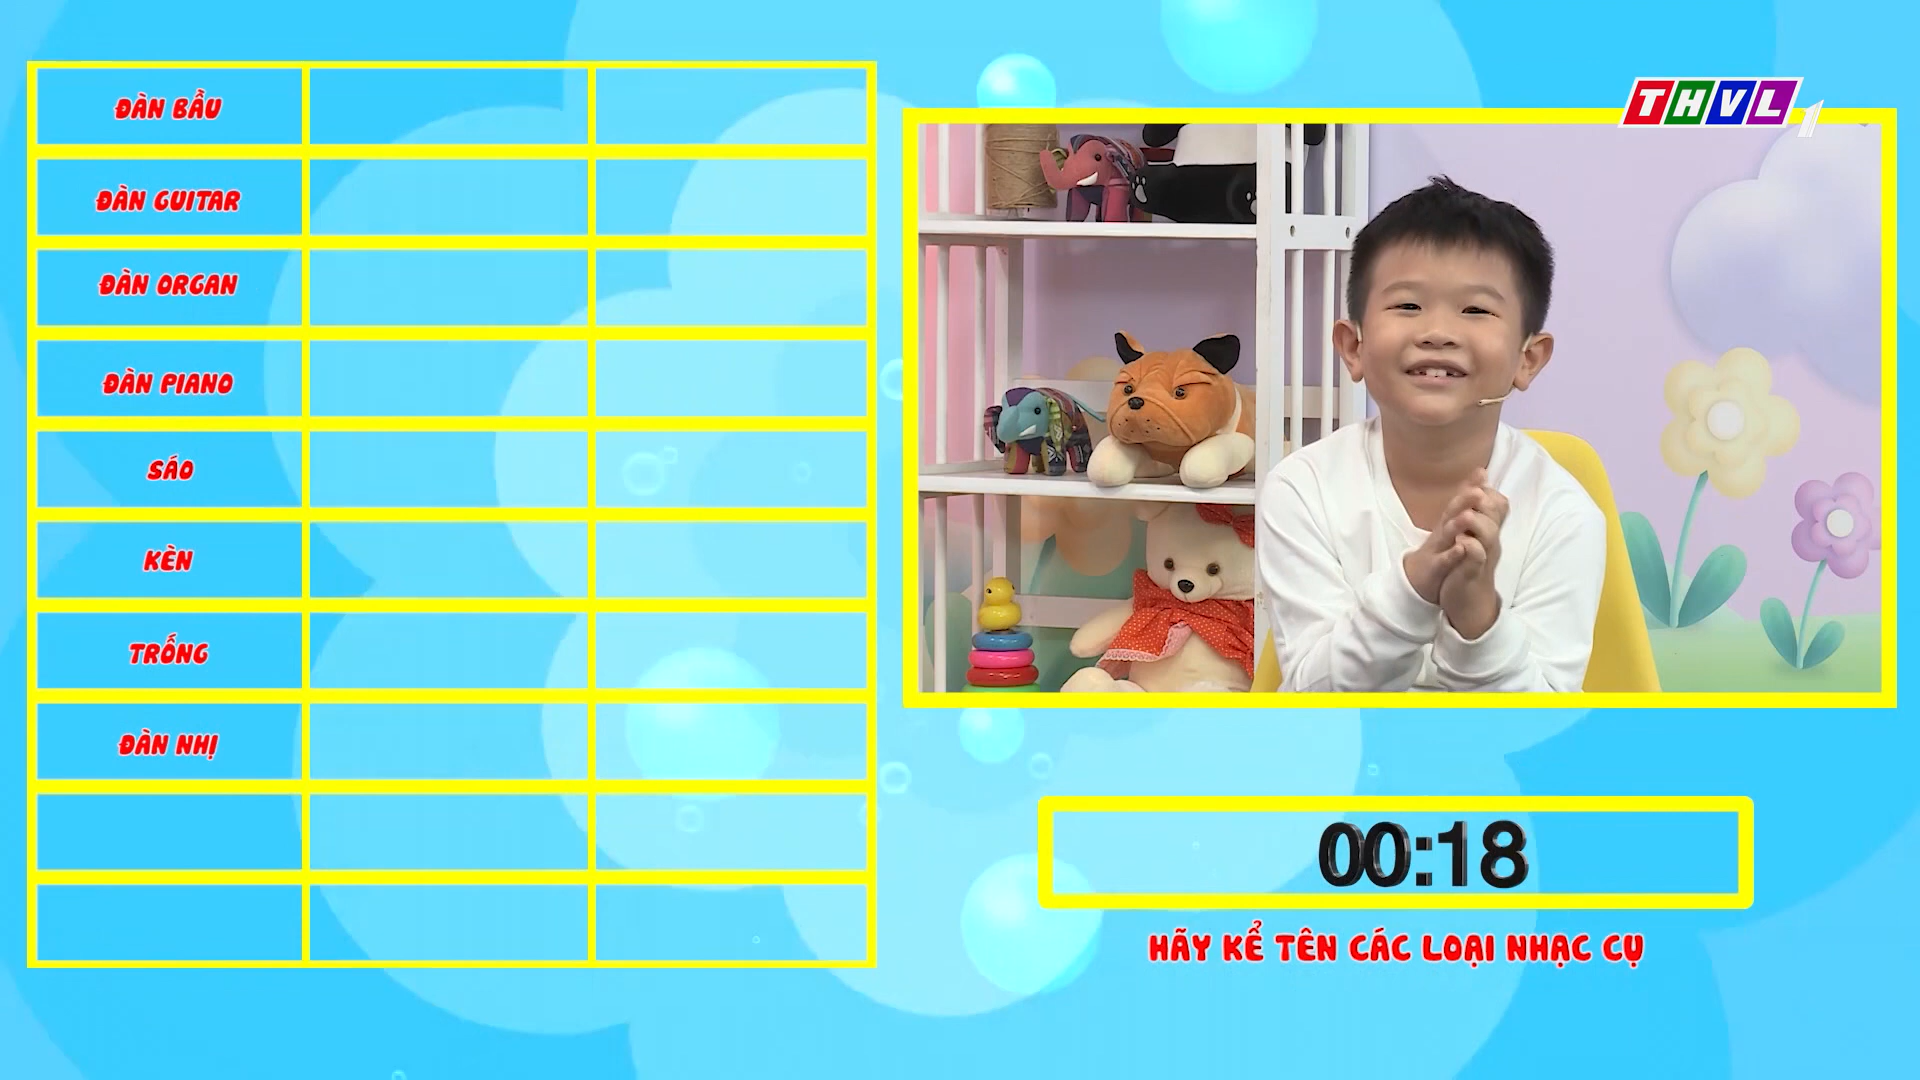 ĐÀN BẦU
ĐÀN GUITAR
ĐÀN ORGAN
ĐÀN PIANO
SÁO
KÈN
TRỐNG
ĐÀN NHỊ
THVL1
00:18
HÃY KỂ TÊN CÁC LOẠI NHẠC CỤ